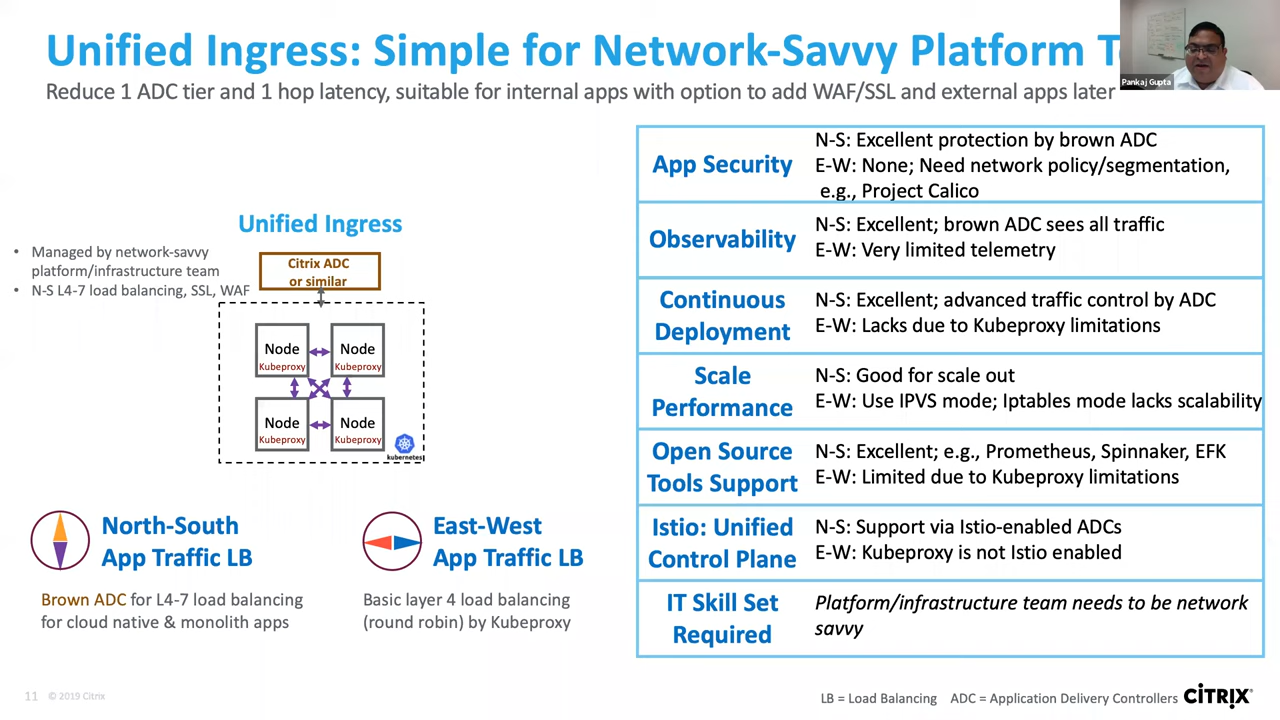 Unified Ingress: Simple for Network-Savvy Platform
Reduce 1 ADC tier and 1 hop latency, suitable for internal apps with option to add WAF/SSL and external apps later
Pankaj Gupta
Unified Ingress
• Managed by network-savvy
platform/infrastructure team
• N-S L4-7 load balancing, SSL, WAF
Citrix ADC
or similar
Node
Kubeproxy
Node
Kubeproxy
Node
Kubeproxy
Node
Kubeproxy
kubernetes
North-South
App Traffic LB
Brown ADC for L4-7 load balancing
for cloud native & monolith apps
East-West
App Traffic LB
Basic layer 4 load balancing
(round robin) by Kubeproxy
App Security
N-S: Excellent protection by brown ADC
E-W: None; Need network policy/segmentation,
e.g., Project Calico
Observability
N-S: Excellent; brown ADC sees all traffic
E-W: Very limited telemetry
Continuous
Deployment
N-S: Excellent; advanced traffic control by ADC
E-W: Lacks due to Kubeproxy limitations
Scale
Performance
N-S: Good for scale out
E-W: Use IPVS mode; Iptables mode lacks scalability
Open Source
Tools Support
N-S: Excellent; e.g., Prometheus, Spinnaker, EFK
E-W: Limited due to Kubeproxy limitations
Istio: Unified
Control Plane
N-S: Support via Istio-enabled ADCs
E-W: Kubeproxy is not Istio enabled
IT Skill Set
Required
Platform/infrastructure team needs to be network
savvy
11 © 2019 Citrix
LB = Load Balancing ADC = Application Delivery Controllers
CITRIX